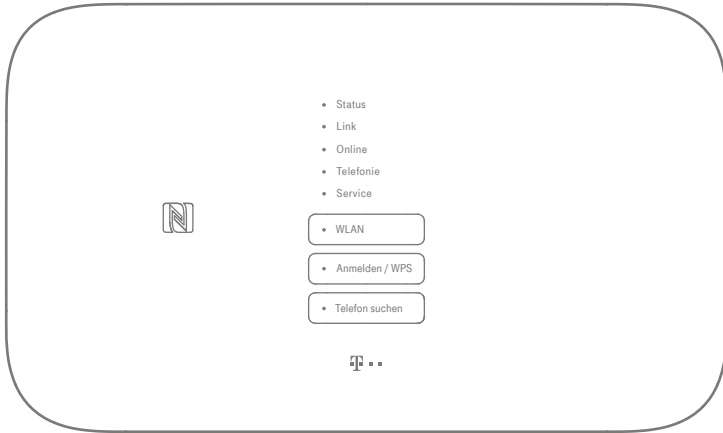 Status
Link
Online
Telefonie
Service
WLAN
Anmelden / WPS
Telefon suchen
T